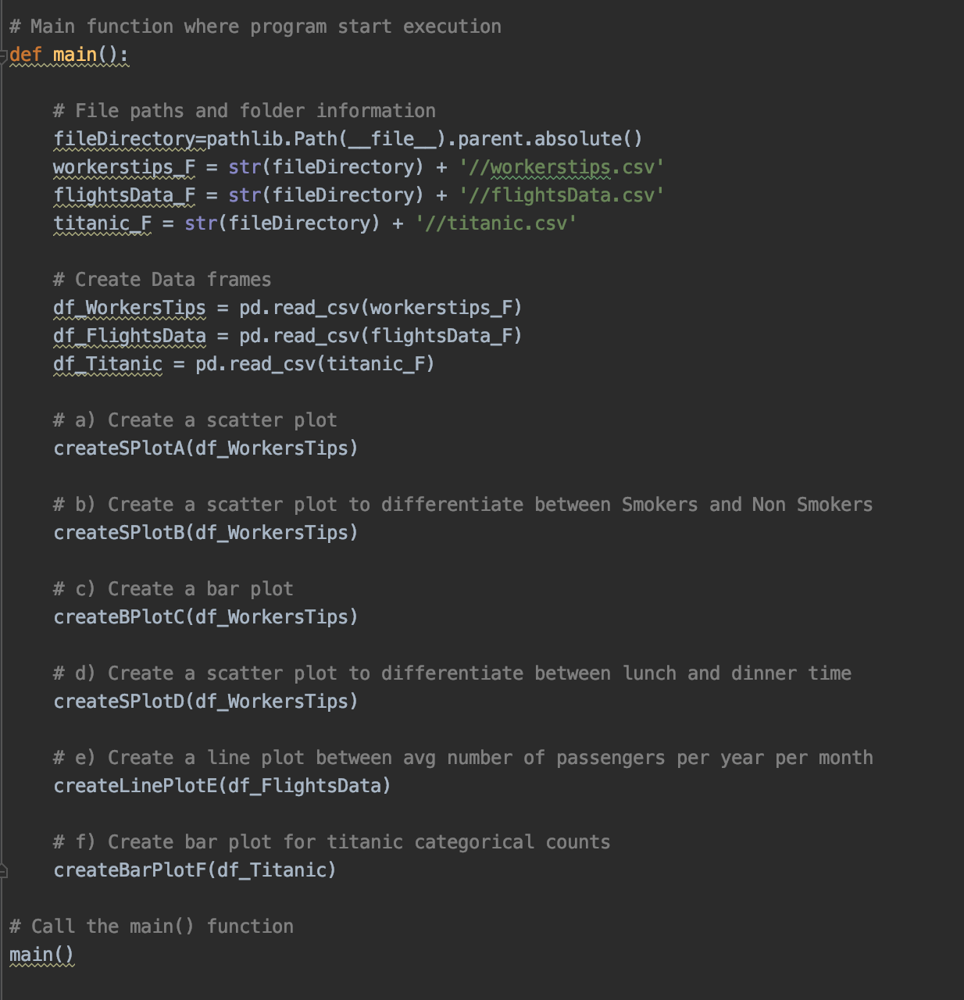 # Main function where program start execution
def main():
# File paths and folder information
fileDirectory=pathlib.Path(__file__).parent.absolute()
workerstips_F = str(fileDirectory) + '//workerstips.csv'
flightsData_F = str(fileDirectory) + '//flightsData.csv'
titanic_F = str(fileDirectory) + '//titanic.csv'
# Create Data frames
df_WorkersTips = pd.read_csv(workerstips_F)
df_FlightsData = pd.read_csv(flightsData_F)
df_Titanic = pd.read_csv(titanic_F)
# a) Create a scatter plot
createSPlotA(df_WorkersTips)
# b) Create a scatter plot to differentiate between Smokers and Non Smokers
createSPlotB(df_WorkersTips)
# c) Create a bar plot
createBPlotC(df_WorkersTips)
# d) Create a scatter plot to differentiate between lunch and dinner time
createSPlotD(df_WorkersTips)
# e) Create a line plot between avg number of passengers per year per month
createLinePlotE(df_FlightsData)
# f) Create bar plot for titanic categorical counts
createBarPlotF(df_Titanic)
# Call the main() function
main()